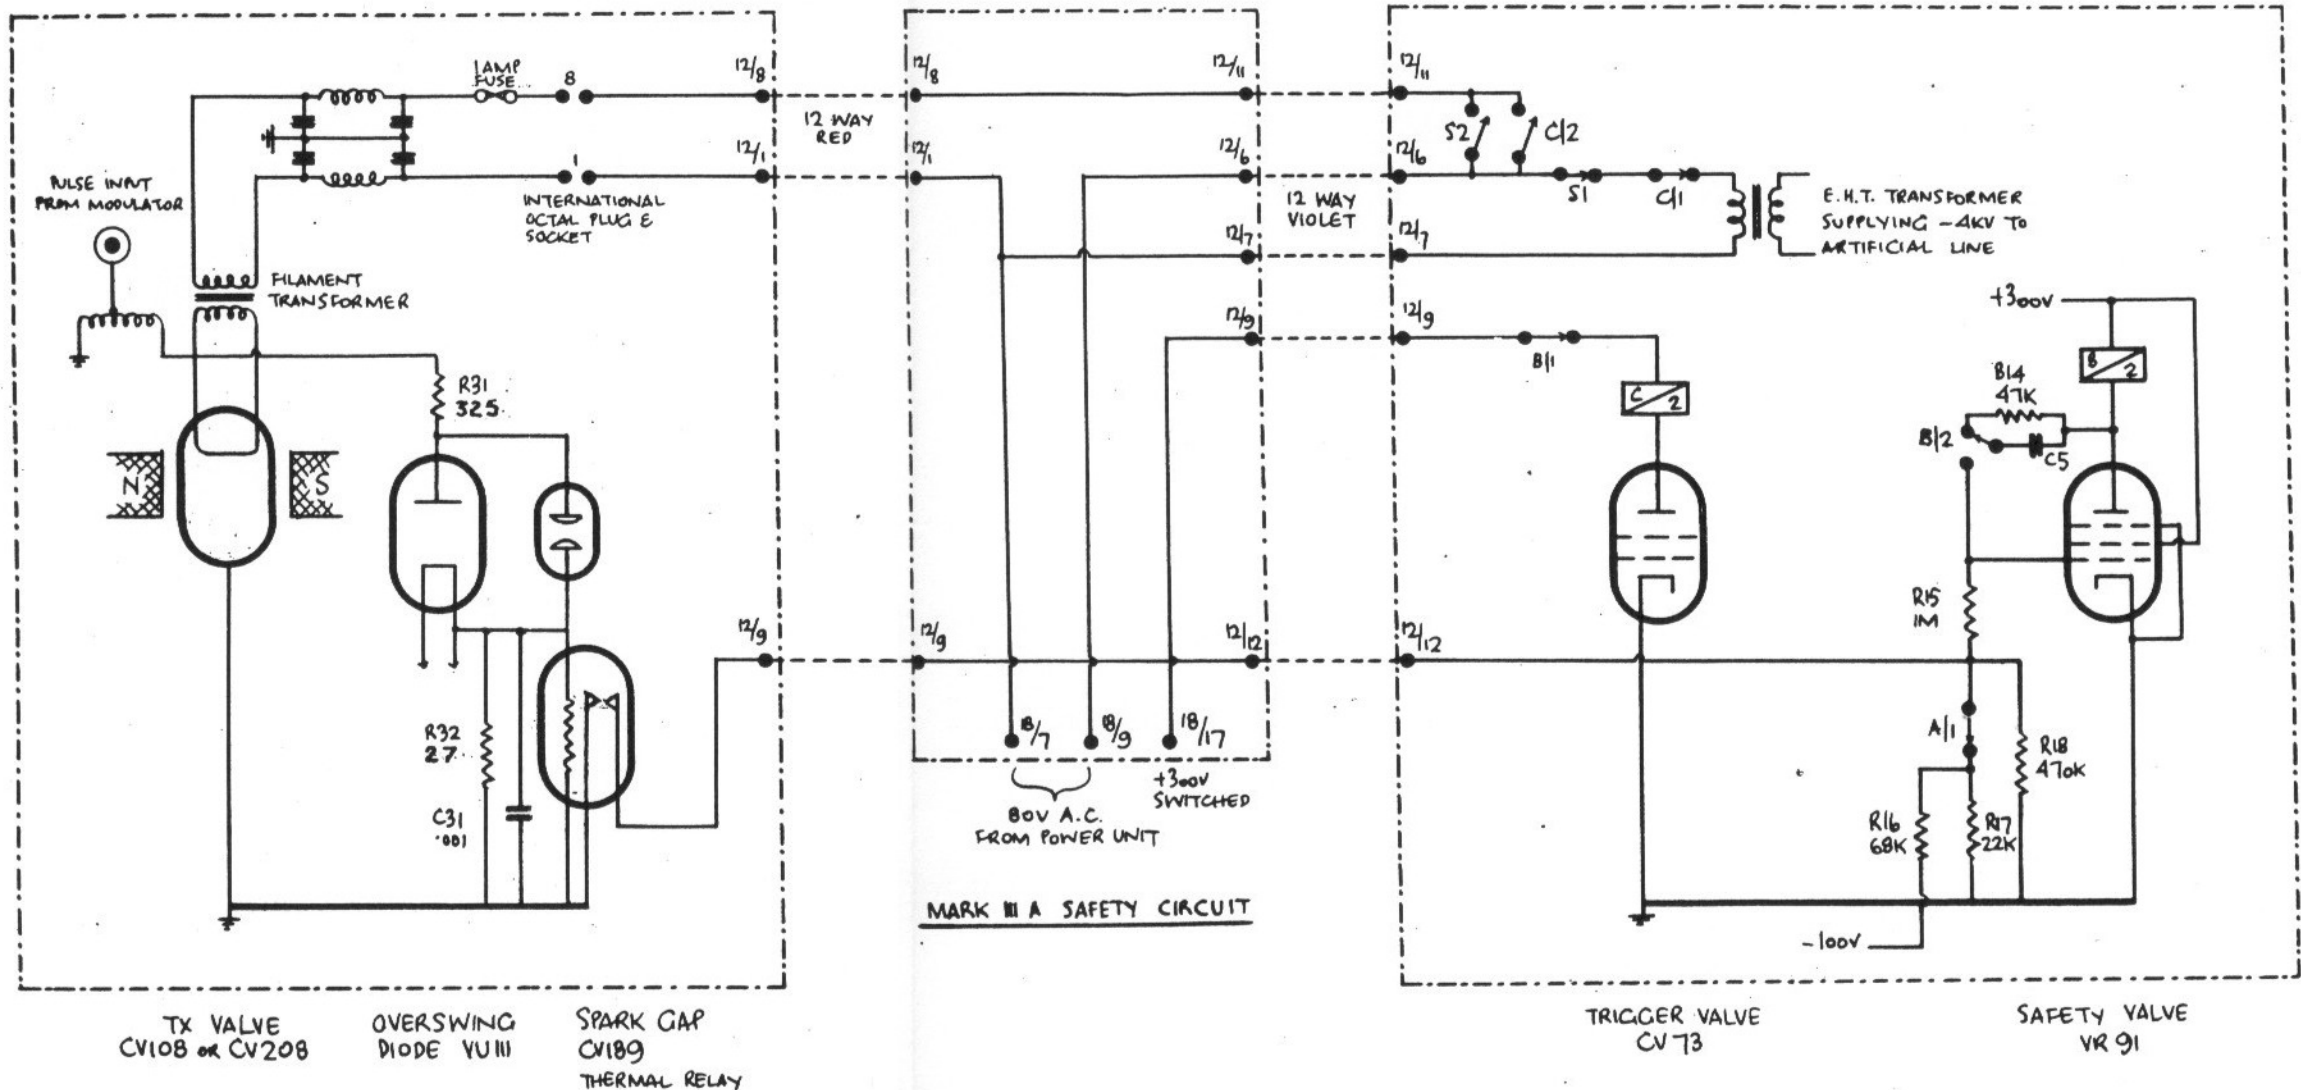 1AMP
FUSE
8
12/8
12/8
12/11
12/11
12 WAY
RED
S2
C/2
1
12/1
12/1
12/6
12/6
PULSE INPUT
FROM MODULATOR
INTERNATIONAL
OCTAL PLUG &
SOCKET
12 WAY
VIOLET
S1
C/1
E.H.T. TRANSFORMER
SUPPLYING -4KV TO
ARTIFICIAL LINE
12/7
12/7
FILAMENT
TRANSFORMER
+300V
12/9
12/9
B/1
R31
325
C
2
B
2
B14
47K
B/2
C5
N
S
R15
1M
12/9
12/9
12/12
12/12
R32
27
C31
.001
18/7
18/9
18/17
A/1
R18
470K
80V A.C.
FROM POWER UNIT
+300V
SWITCHED
R16
68K
R17
22K
MARK III A SAFETY CIRCUIT
-100V
TX VALVE
CV108 OR CV208
OVERSWING
DIODE VU111
SPARK GAP
CV189
THERMAL RELAY
TRIGGER VALVE
CV73
SAFETY VALVE
VR91